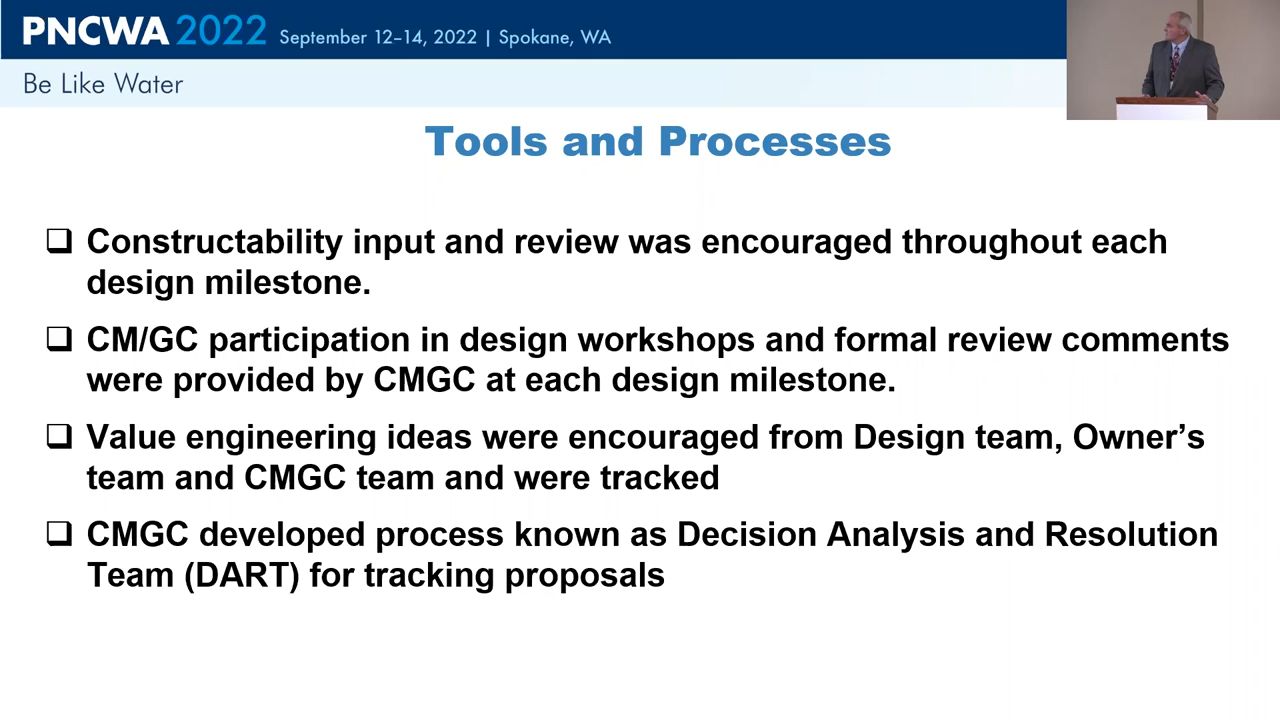 PNCWA 2022 September 12–14, 2022 | Spokane, WA
Be Like Water
Tools and Processes
❑ Constructability input and review was encouraged throughout each
design milestone.
❑ CM/GC participation in design workshops and formal review comments
were provided by CMGC at each design milestone.
❑ Value engineering ideas were encouraged from Design team, Owner’s
team and CMGC team and were tracked
❑ CMGC developed process known as Decision Analysis and Resolution
Team (DART) for tracking proposals